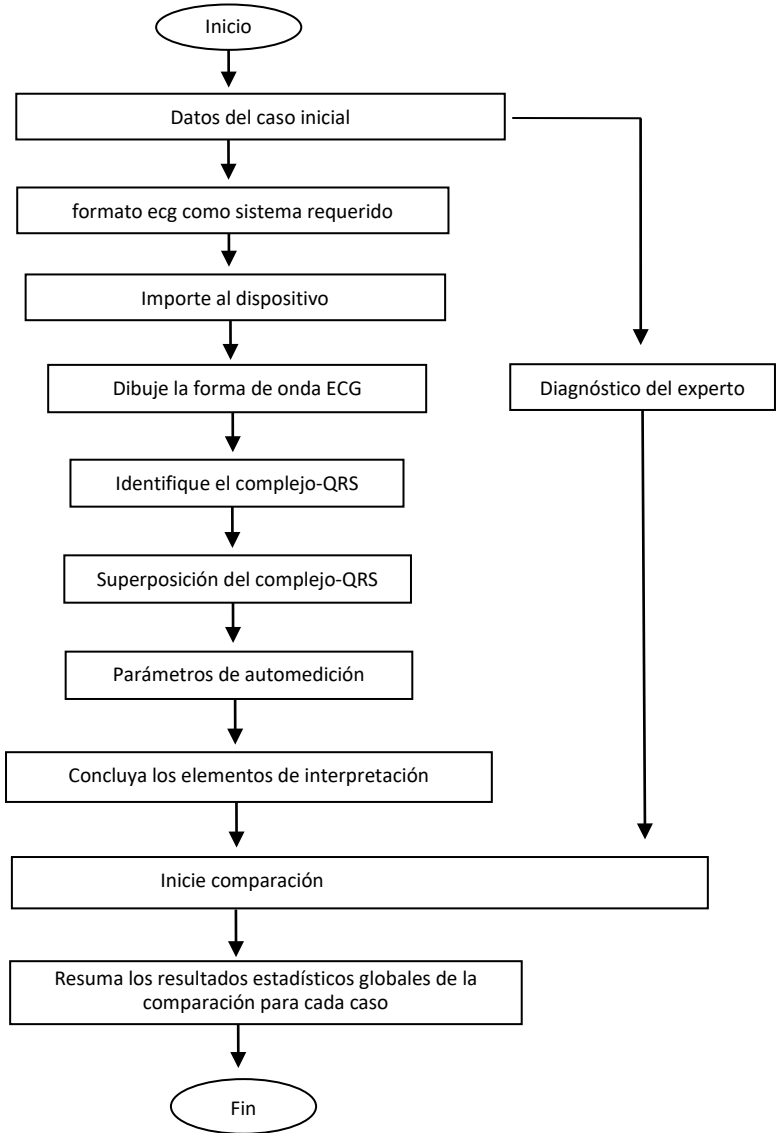 Inicio
Datos del caso inicial
formato ecg como sistema requerido
Importe al dispositivo
Dibuje la forma de onda ECG
Diagnóstico del experto
Identifique el complejo-QRS
Superposición del complejo-QRS
Parámetros de automedición
Concluya los elementos de interpretación
Inicie comparación
Resuma los resultados estadísticos globales de la
comparación para cada caso
Fin